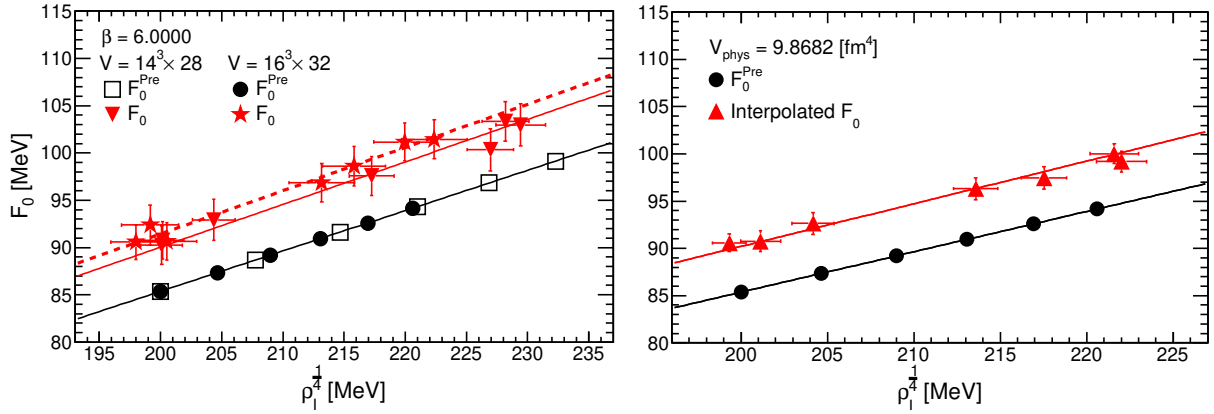 β = 6.0000
V = 14³× 28 V = 16³× 32
F₀^Pre F₀^Pre
F₀ F₀
F₀ [MeV]
110
105
100
95
90
85
80
195 200 205 210 215 220 225 230 235
ρ_I^{1/4} [MeV]
V_phys = 9.8682 [fm⁴]
F₀^Pre
Interpolated F₀
115
110
105
100
95
90
85
80
200 205 210 215 220 225
ρ_I^{1/4} [MeV]